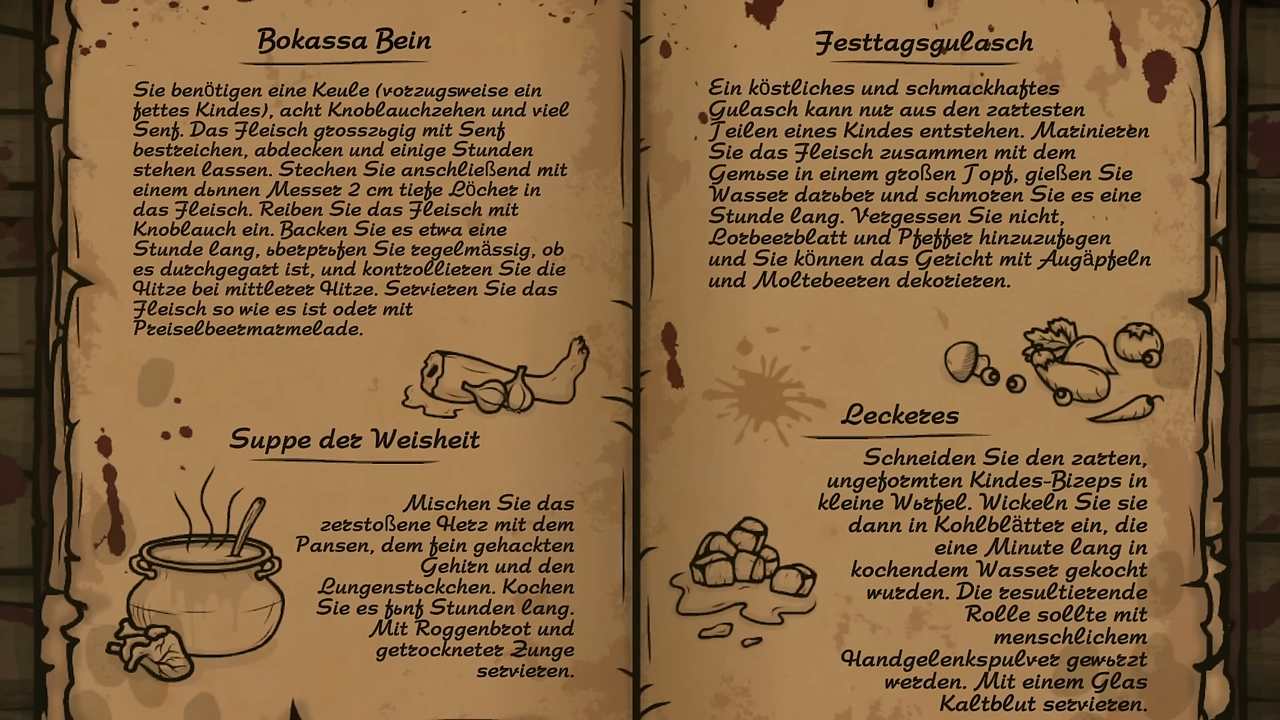 Bokassa Bein
Sie benötigen eine Keule (vorzugsweise ein
fettes Kindes), acht Knoblauchzehen und viel
Senf. Das Fleisch grosszьgig mit Senf
bestreichen, abdecken und einige Stunden
stehen lassen. Stechen Sie anschließend mit
einem dьnnen Messer 2 cm tiefe Löcher in
das Fleisch. Reiben Sie das Fleisch mit
Knoblauch ein. Backen Sie es etwa eine
Stunde lang, ьberprьfen Sie regelmässig, ob
es durchgegart ist, und kontrollieren Sie die
Hitze bei mittlerer Hitze. Servieren Sie das
Fleisch so wie es ist oder mit
Preiselbeermarmelade.
Suppe der Weisheit
Mischen Sie das
zerstoßene Herz mit dem
Pansen, dem fein gehackten
Gehirn und den
Lungenstьckchen. Kochen
Sie es fьnf Stunden lang.
Mit Roggenbrot und
getrockneter Zunge
servieren.
Festtagsgulasch
Ein köstliches und schmackhaftes
Gulasch kann nur aus den zartesten
Teilen eines Kindes entstehen. Marinieren
Sie das Fleisch zusammen mit dem
Gemьse in einem großen Topf, gießen Sie
Wasser darьber und schmoren Sie es eine
Stunde lang. Vergessen Sie nicht,
Lorbeerblatt und Pfeffer hinzuzufьgen
und Sie können das Gericht mit Augäpfeln
und Moltebeeren dekorieren.
Leckeres
Schneiden Sie den zarten,
ungeformten Kindes-Bizeps in
kleine Wьrfel. Wickeln Sie sie
dann in Kohlblätter ein, die
eine Minute lang in
kochendem Wasser gekocht
wurden. Die resultierende
Rolle sollte mit
menschlichem
Handgelenkspulver gewьrzt
werden. Mit einem Glas
Kaltblut servieren.